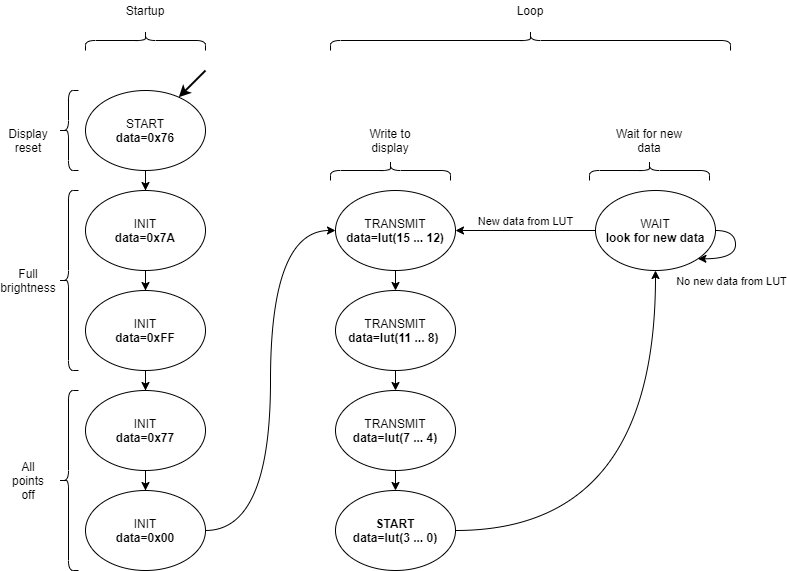 Startup
Loop
Display
reset
START
data=0x76
Full
brightness
INIT
data=0x7A
INIT
data=0xFF
All
points
off
INIT
data=0x77
INIT
data=0x00
Write to
display
TRANSMIT
data=lut(15 ... 12)
TRANSMIT
data=lut(11 ... 8)
TRANSMIT
data=lut(7 ... 4)
START
data=lut(3 ... 0)
Wait for new
data
New data from LUT
WAIT
look for new data
No new data from LUT